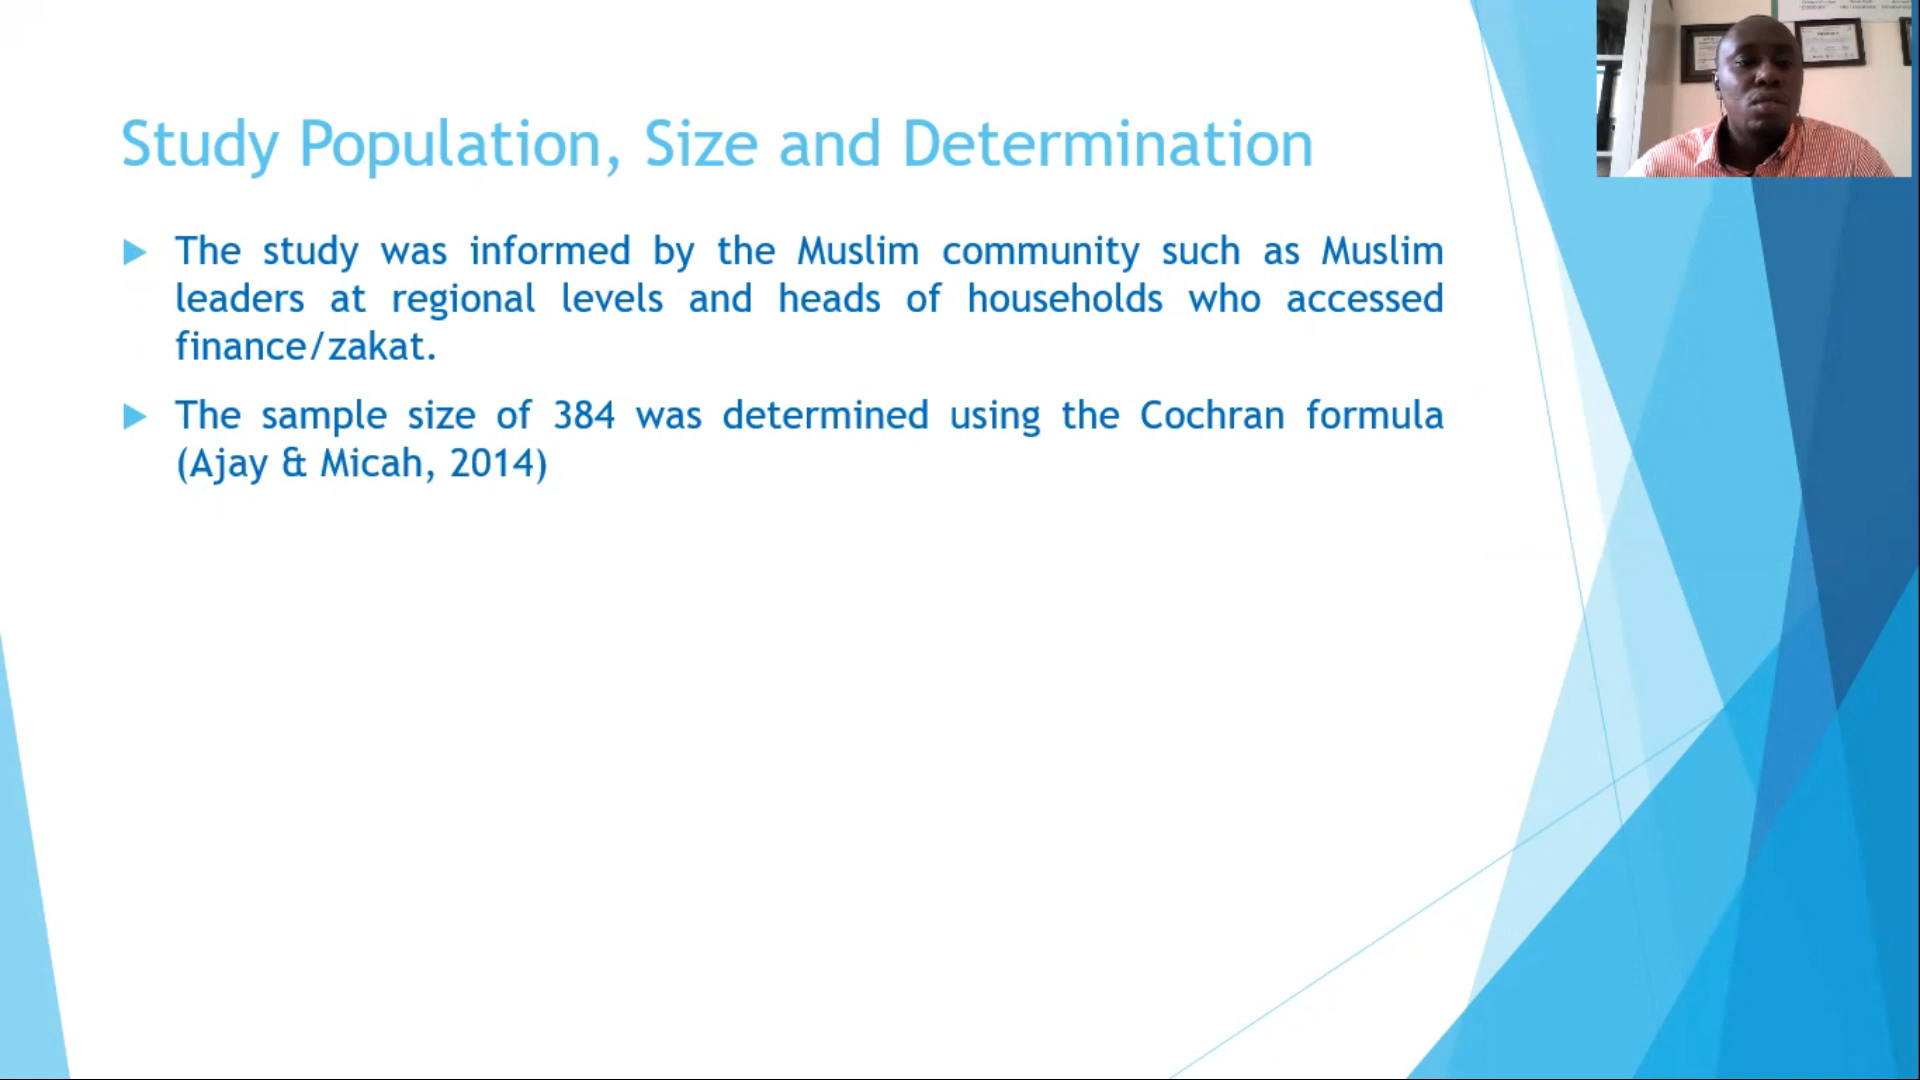 Study Population, Size and Determination
The study was informed by the Muslim community such as Muslim
leaders at regional levels and heads of households who accessed
finance/zakat.
The sample size of 384 was determined using the Cochran formula
(Ajay & Micah, 2014)